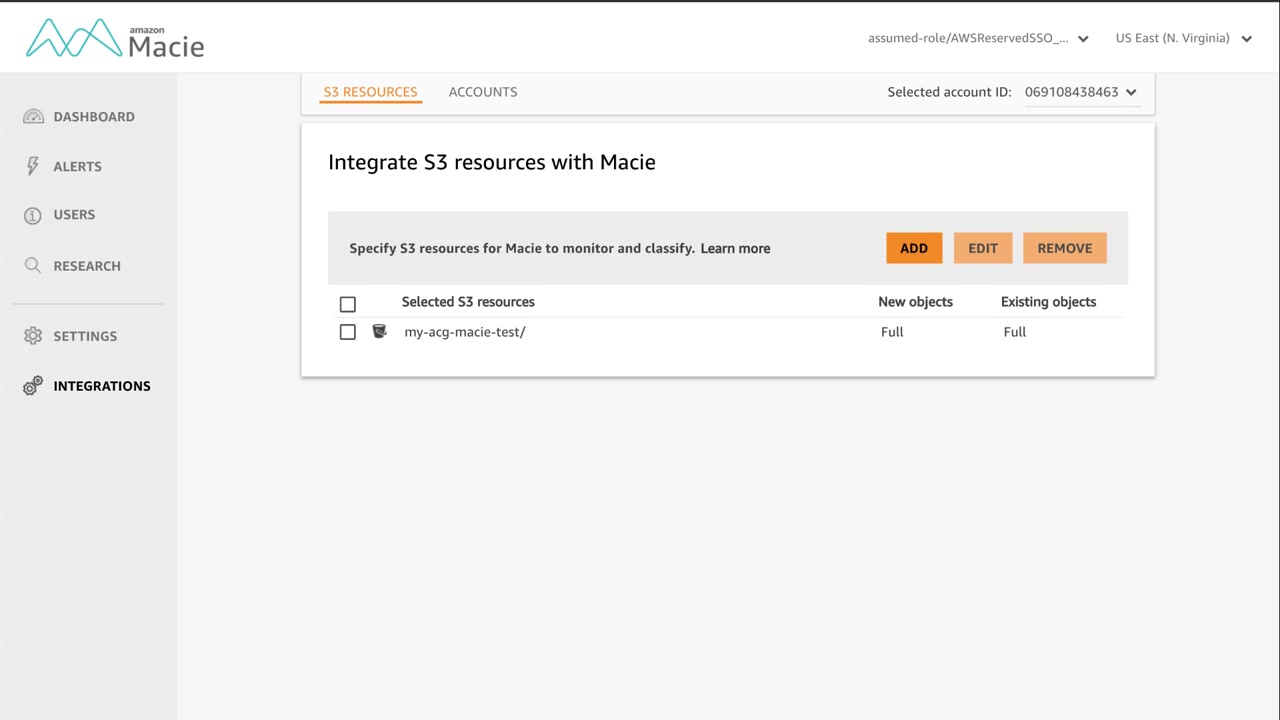 amazon
Macie
assumed-role/AWSReservedSSO_...
US East (N. Virginia)
S3 RESOURCES
ACCOUNTS
Selected account ID: 069108438463
DASHBOARD
ALERTS
USERS
RESEARCH
SETTINGS
INTEGRATIONS
Integrate S3 resources with Macie
Specify S3 resources for Macie to monitor and classify. Learn more
ADD
EDIT
REMOVE
Selected S3 resources
New objects
Existing objects
my-acg-macie-test/
Full
Full